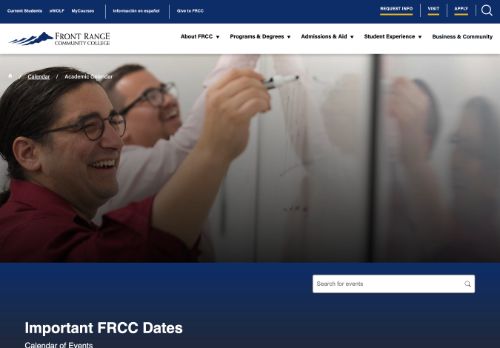 Current Students eWOLF MyCourses Información en español Give to FRCC REQUEST INFO VISIT APPLY
FRONT RANGE
COMMUNITY COLLEGE
About FRCC ▼ Programs & Degrees ▼ Admissions & Aid ▼ Student Experience ▼ Business & Community
/ Calendar / Academic Calendar
Search for events
Important FRCC Dates
Calendar of Events